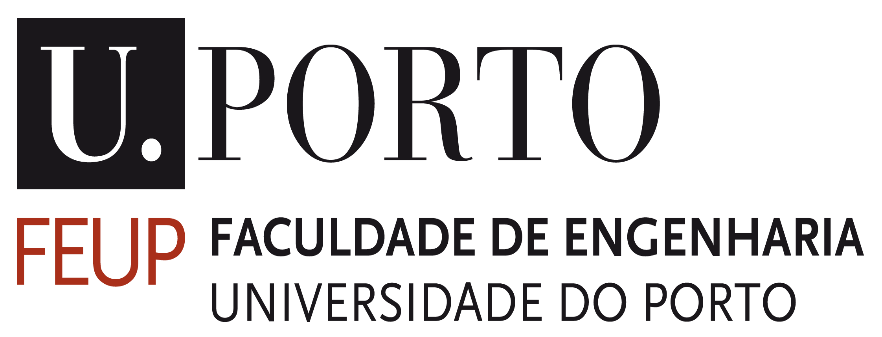 U. PORTO
FEUP FACULDADE DE ENGENHARIA
UNIVERSIDADE DO PORTO